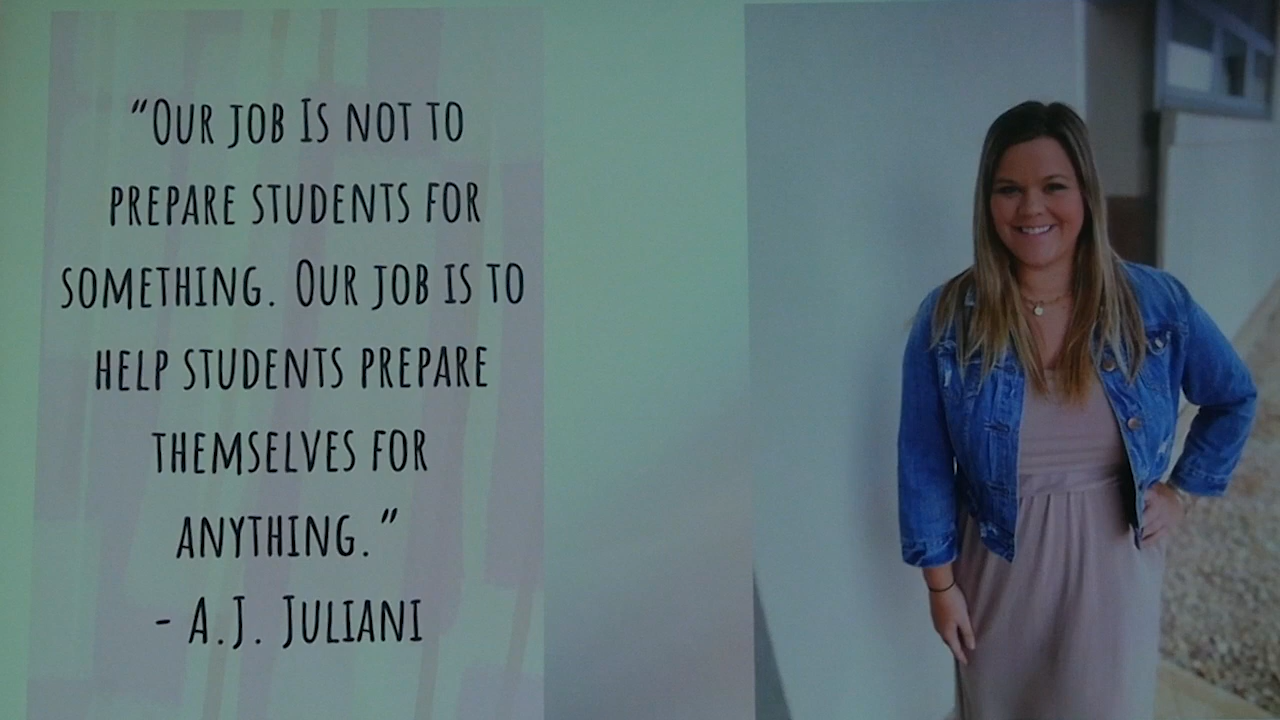 “Our job Is not to
prepare students for
something. Our job is to
help students prepare
themselves for
anything.”
- A.J. Juliani